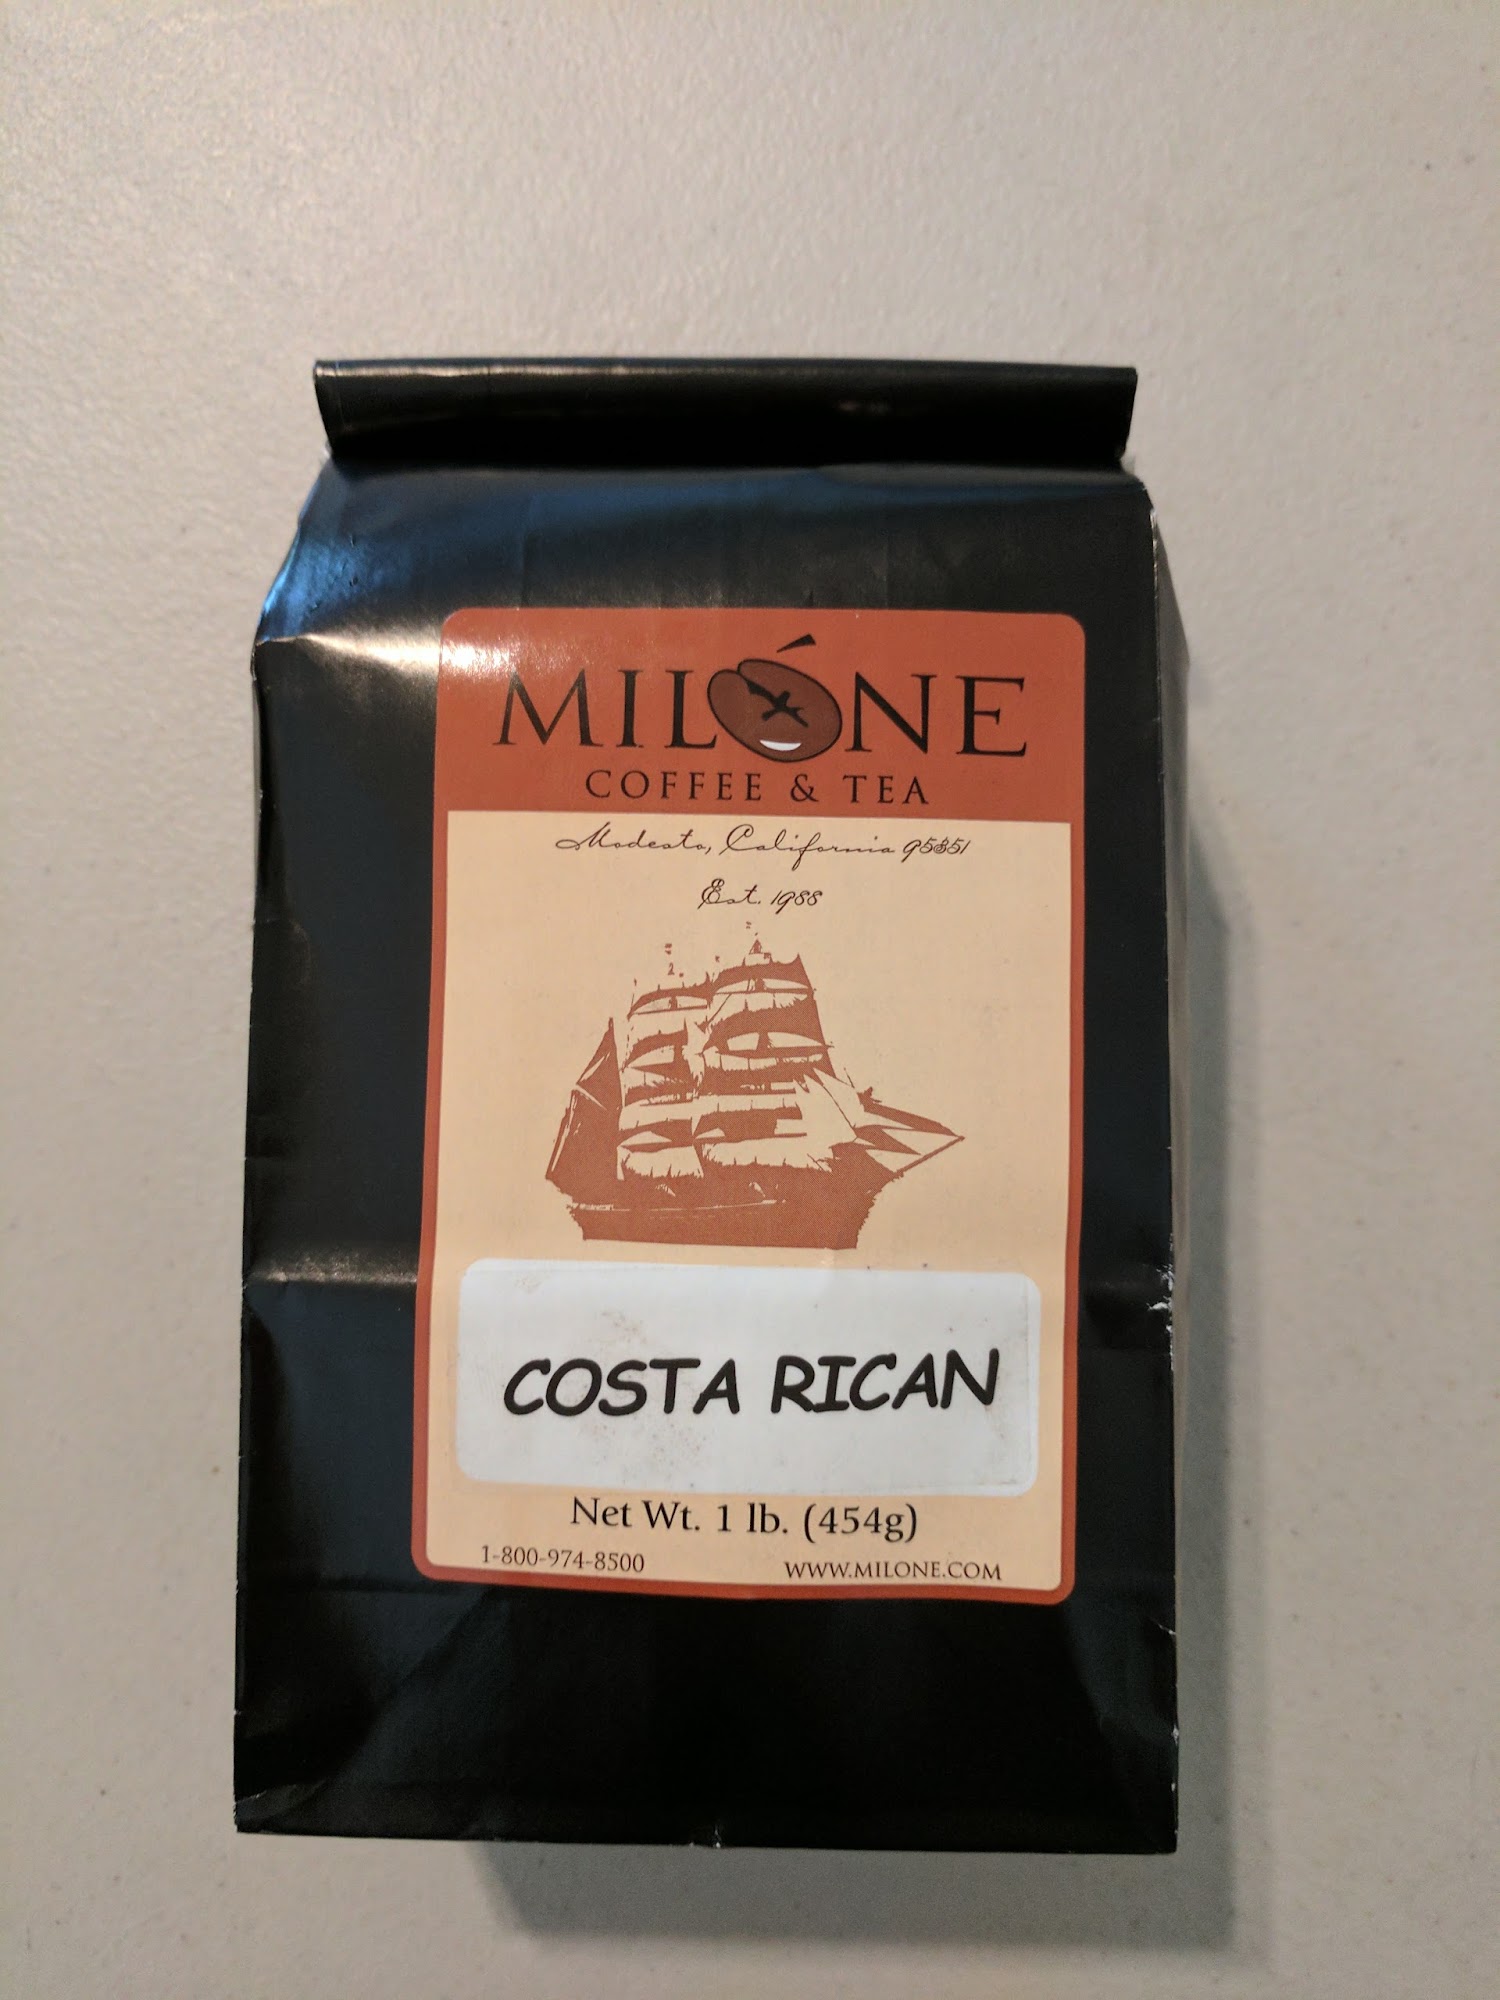 MILÓNE
COFFEE & TEA
Modesto, California 95351
Est. 1988
COSTA RICAN
Net Wt. 1 lb. (454g)
1-800-974-8500
WWW.MILONE.COM